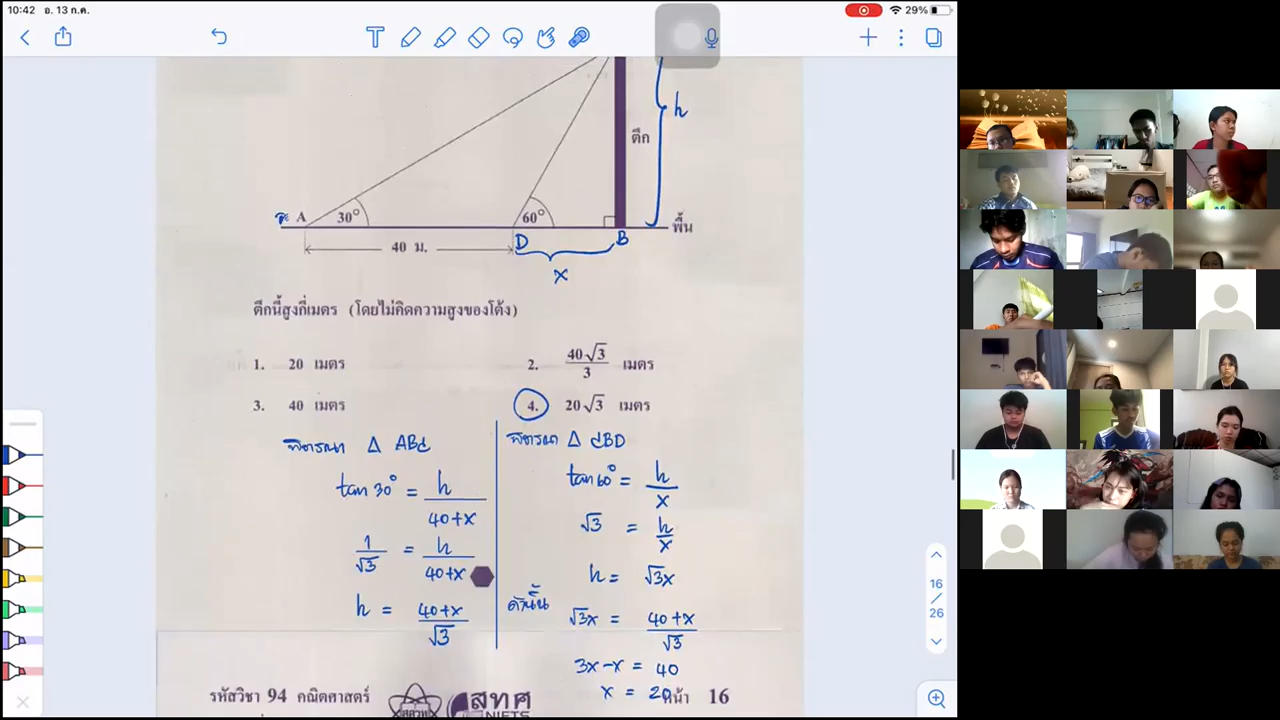 10:42 อ. 13 ก.ค.
29%
h
ตึก
A 30° 60°
พื้น
40 ม.
D B
x
ตึกนี้สูงกี่เมตร (โดยไม่คิดความสูงของโต้ง)
1. 20 เมตร
2. 40√3/3 เมตร
3. 40 เมตร
4. 20√3 เมตร
พิจารณา △ ABC
tan 30° = h/(40+x)
1/√3 = h/(40+x)
h = (40+x)/√3
พิจารณา △ CBD
tan 60° = h/x
√3 = h/x
h = √3x
ดังนั้น √3x = (40+x)/√3
3x-x = 40
x = 20
รหัสวิชา 94 คณิตศาสตร์
สสวท
สทศ
NIETS
หน้า 16
16
/
26